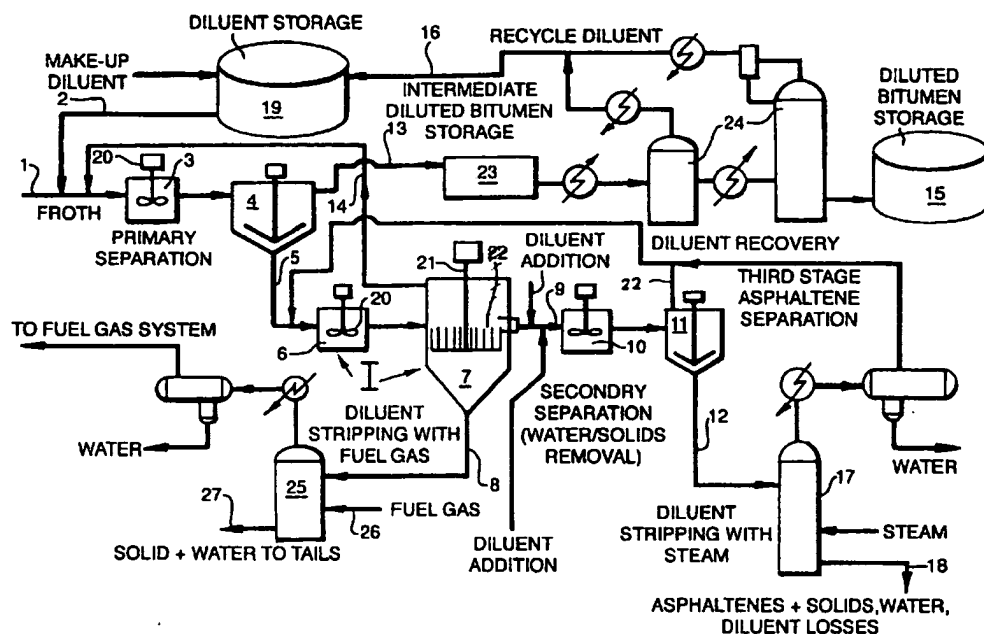 DILUENT STORAGE
16
RECYCLE DILUENT
MAKE-UP
DILUENT
2
19
INTERMEDIATE
DILUTED BITUMEN
STORAGE
DILUTED
BITUMEN
STORAGE
24
13
20
3
1
4
23
14
15
FROTH
PRIMARY
SEPARATION
5
DILUENT RECOVERY
21
22
DILUENT
ADDITION
9
22
THIRD STAGE
ASPHALTENE
SEPARATION
TO FUEL GAS SYSTEM
20
6
I
7
10
11
DILUENT
STRIPPING WITH
FUEL GAS
SECONDRY
SEPARATION
(WATER/SOLIDS
REMOVAL)
12
WATER
WATER
25
8
17
27
26
FUEL GAS
DILUENT
STRIPPING WITH
STEAM
STEAM
SOLID + WATER TO TAILS
DILUENT
ADDITION
18
ASPHALTENES + SOLIDS,WATER,
DILUENT LOSSES